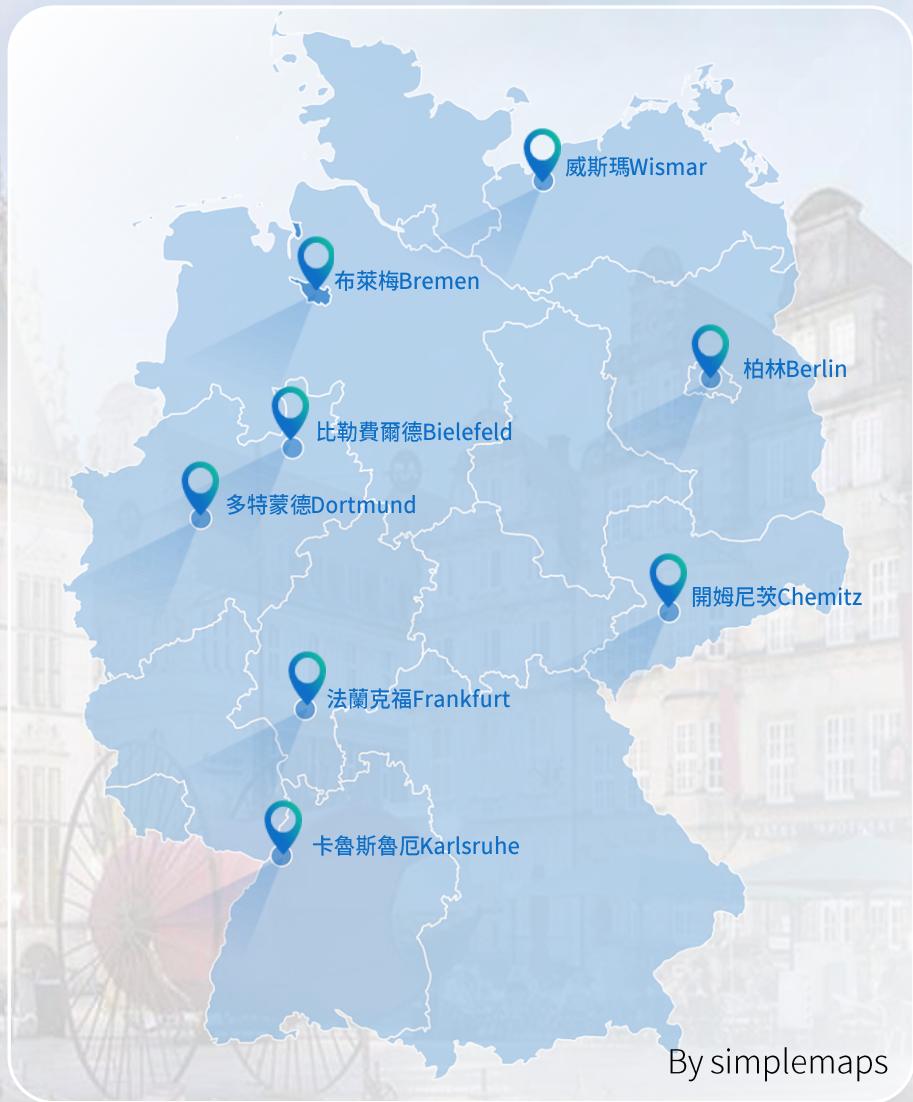 威斯瑪Wismar
布萊梅Bremen
柏林Berlin
比勒費爾德Bielefeld
多特蒙德Dortmund
開姆尼茨Chemitz
法蘭克福Frankfurt
卡魯斯魯厄Karlsruhe
By simplemaps